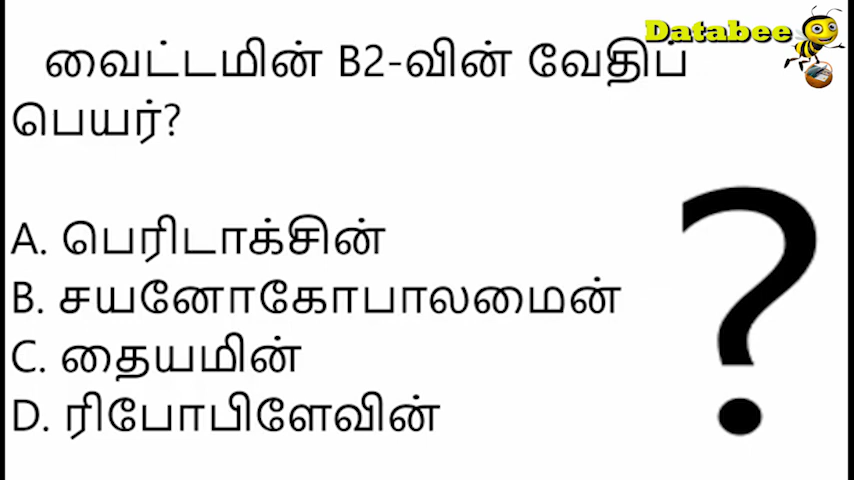 Databee
வைட்டமின் B2-வின் வேதிப்
பெயர்?
A. பெரிடாக்சின்
B. சயனோகோபாலமைன்
C. தையமின்
D. ரிபோபிளேவின்
?